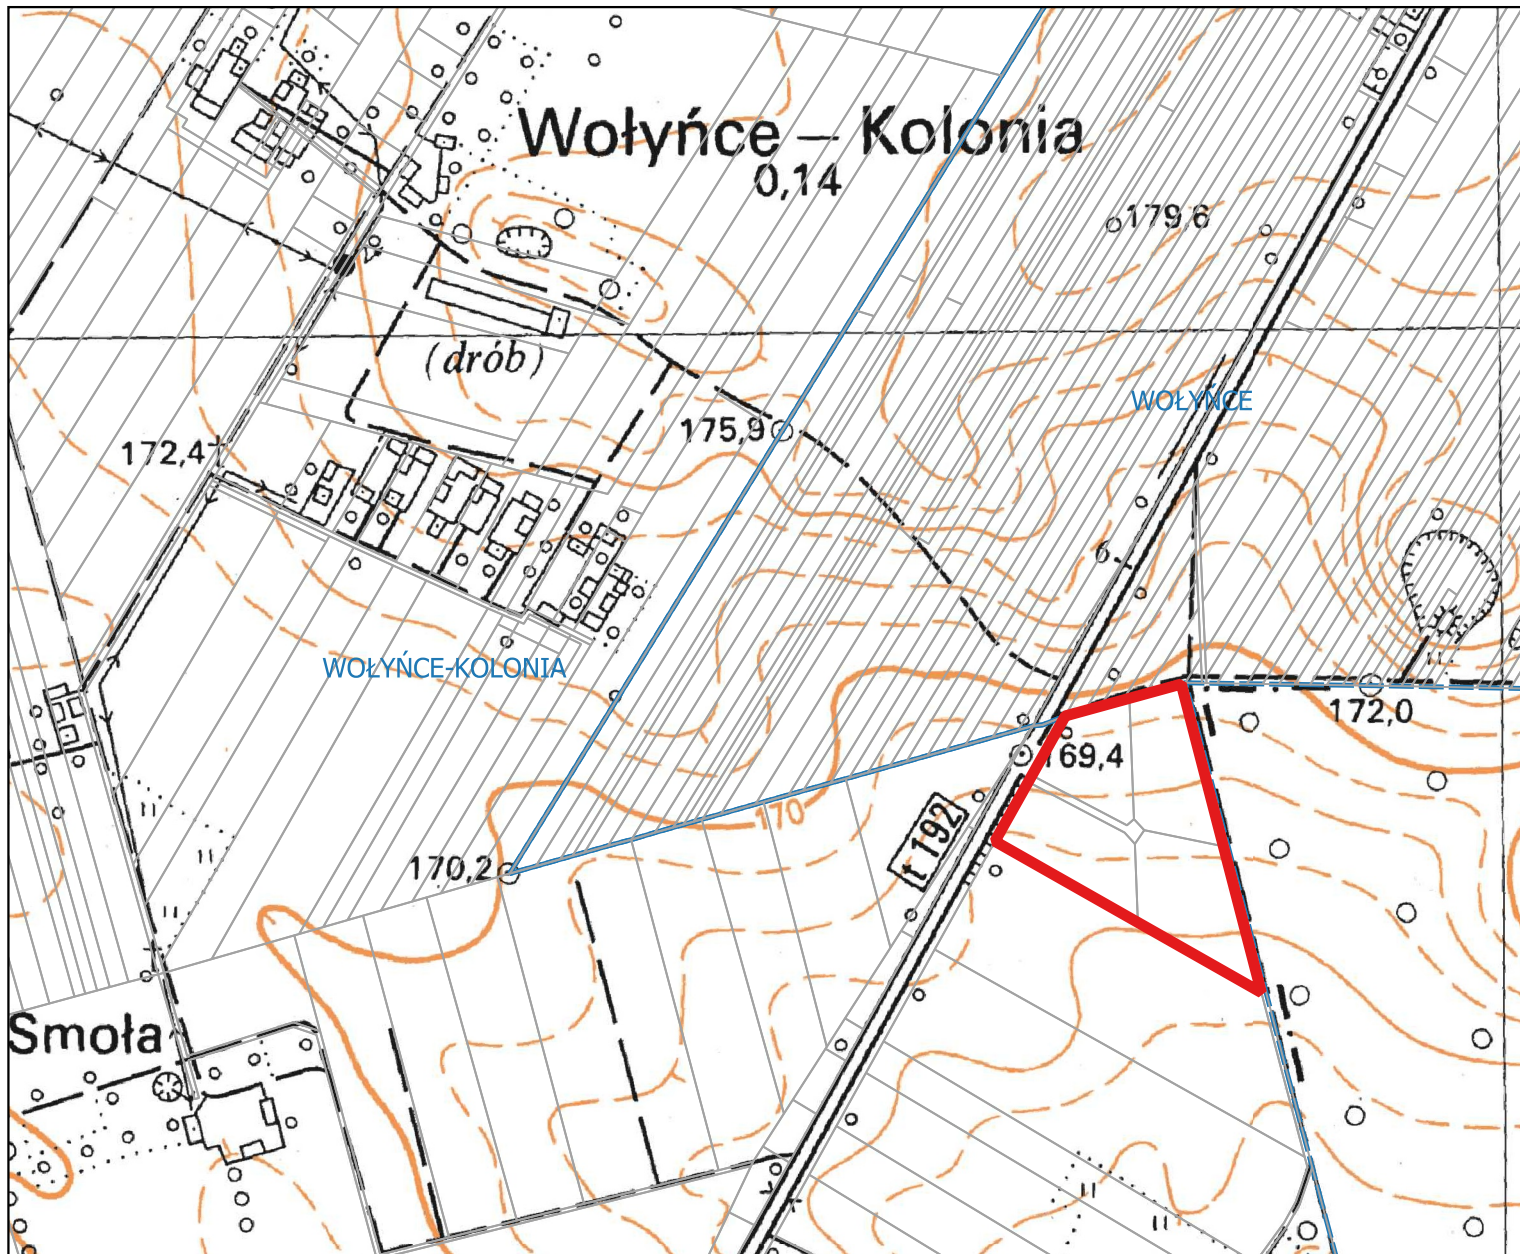 Wołyńce – Kolonia
0,14
179,6
(drób)
WOŁYŃCE
175,9
172,4
6
WOŁYŃCE-KOLONIA
172,0
169,4
170
t 192
170,2
Smoła